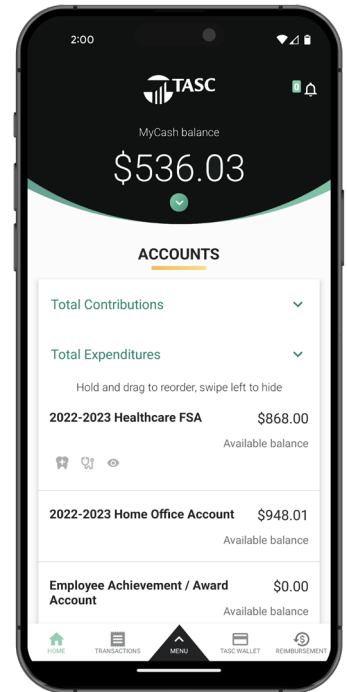 2:00
TASC
0
MyCash balance
$536.03
ACCOUNTS
Total Contributions
Total Expenditures
Hold and drag to reorder, swipe left to hide
2022-2023 Healthcare FSA $868.00
Available balance
2022-2023 Home Office Account $948.01
Available balance
Employee Achievement / Award $0.00
Account
Available balance
HOME TRANSACTIONS MENU TASC WALLET REIMBURSEMENT